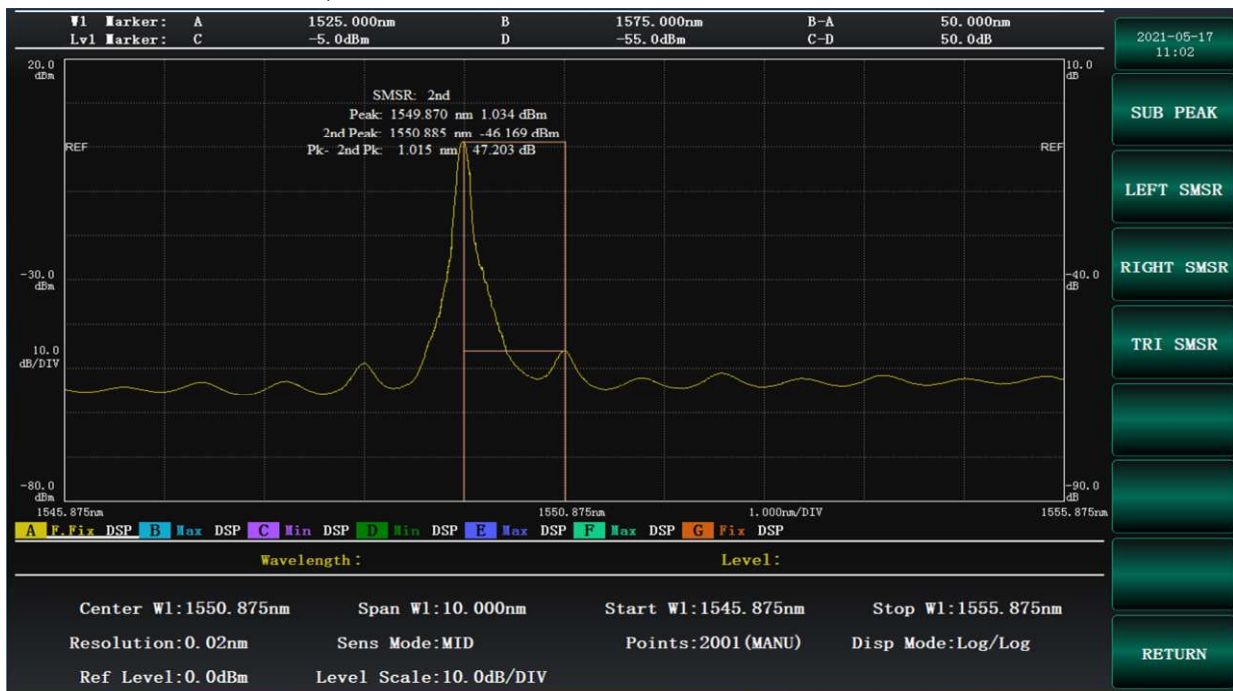 Wl Marker: A 1525.000nm B 1575.000nm B-A 50.000nm
Lvl Marker: C -5.0dBm D -55.0dBm C-D 50.0dB
2021-05-17
11:02
20.0
dBm
10.0
dB
SMSR: 2nd
Peak: 1549.870 nm 1.034 dBm
2nd Peak: 1550.885 nm -46.169 dBm
Pk- 2nd Pk: 1.015 nm 47.203 dB
REF
REF
-30.0
dBm
-40.0
dB
10.0
dB/DIV
-80.0
dBm
-90.0
dB
1545.875nm
1550.875nm
1.000nm/DIV
1555.875nm
SUB PEAK
LEFT SMSR
RIGHT SMSR
TRI SMSR
RETURN
A F.Fix DSP B Max DSP C Min DSP D Min DSP E Max DSP F Max DSP G Fix DSP
Wavelength: Level:
Center Wl:1550.875nm Span Wl:10.000nm Start Wl:1545.875nm Stop Wl:1555.875nm
Resolution:0.02nm Sens Mode:MID Points:2001(MANU) Disp Mode:Log/Log
Ref Level:0.0dBm Level Scale:10.0dB/DIV